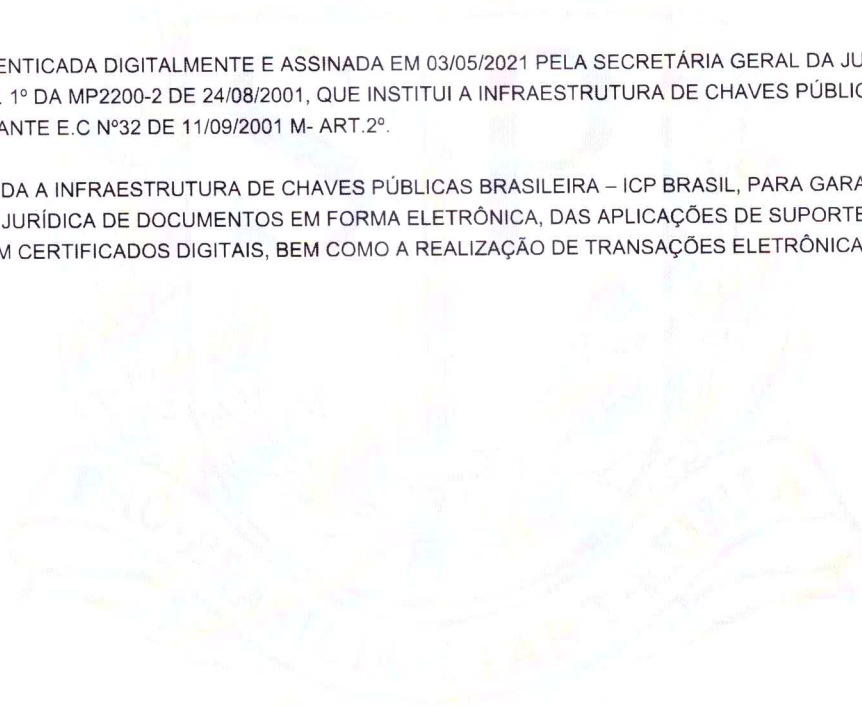 ENTICADA DIGITALMENTE E ASSINADA EM 03/05/2021 PELA SECRETÁRIA GERAL DA JU
. 1º DA MP2200-2 DE 24/08/2001, QUE INSTITUI A INFRAESTRUTURA DE CHAVES PÚBLIC
ANTE E.C Nº32 DE 11/09/2001 M- ART.2º.
DA A INFRAESTRUTURA DE CHAVES PÚBLICAS BRASILEIRA – ICP BRASIL, PARA GARA
JURÍDICA DE DOCUMENTOS EM FORMA ELETRÔNICA, DAS APLICAÇÕES DE SUPORTE
M CERTIFICADOS DIGITAIS, BEM COMO A REALIZAÇÃO DE TRANSAÇÕES ELETRÔNICA